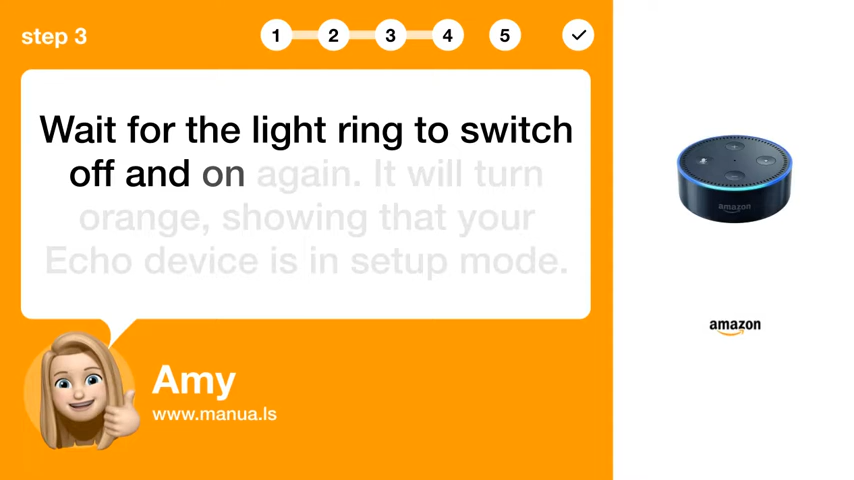 step 3
1 2 3 4 5
Wait for the light ring to switch
off and on again. It will turn
orange, showing that your
Echo device is in setup mode.
Amy
www.manua.ls
amazon
amazon